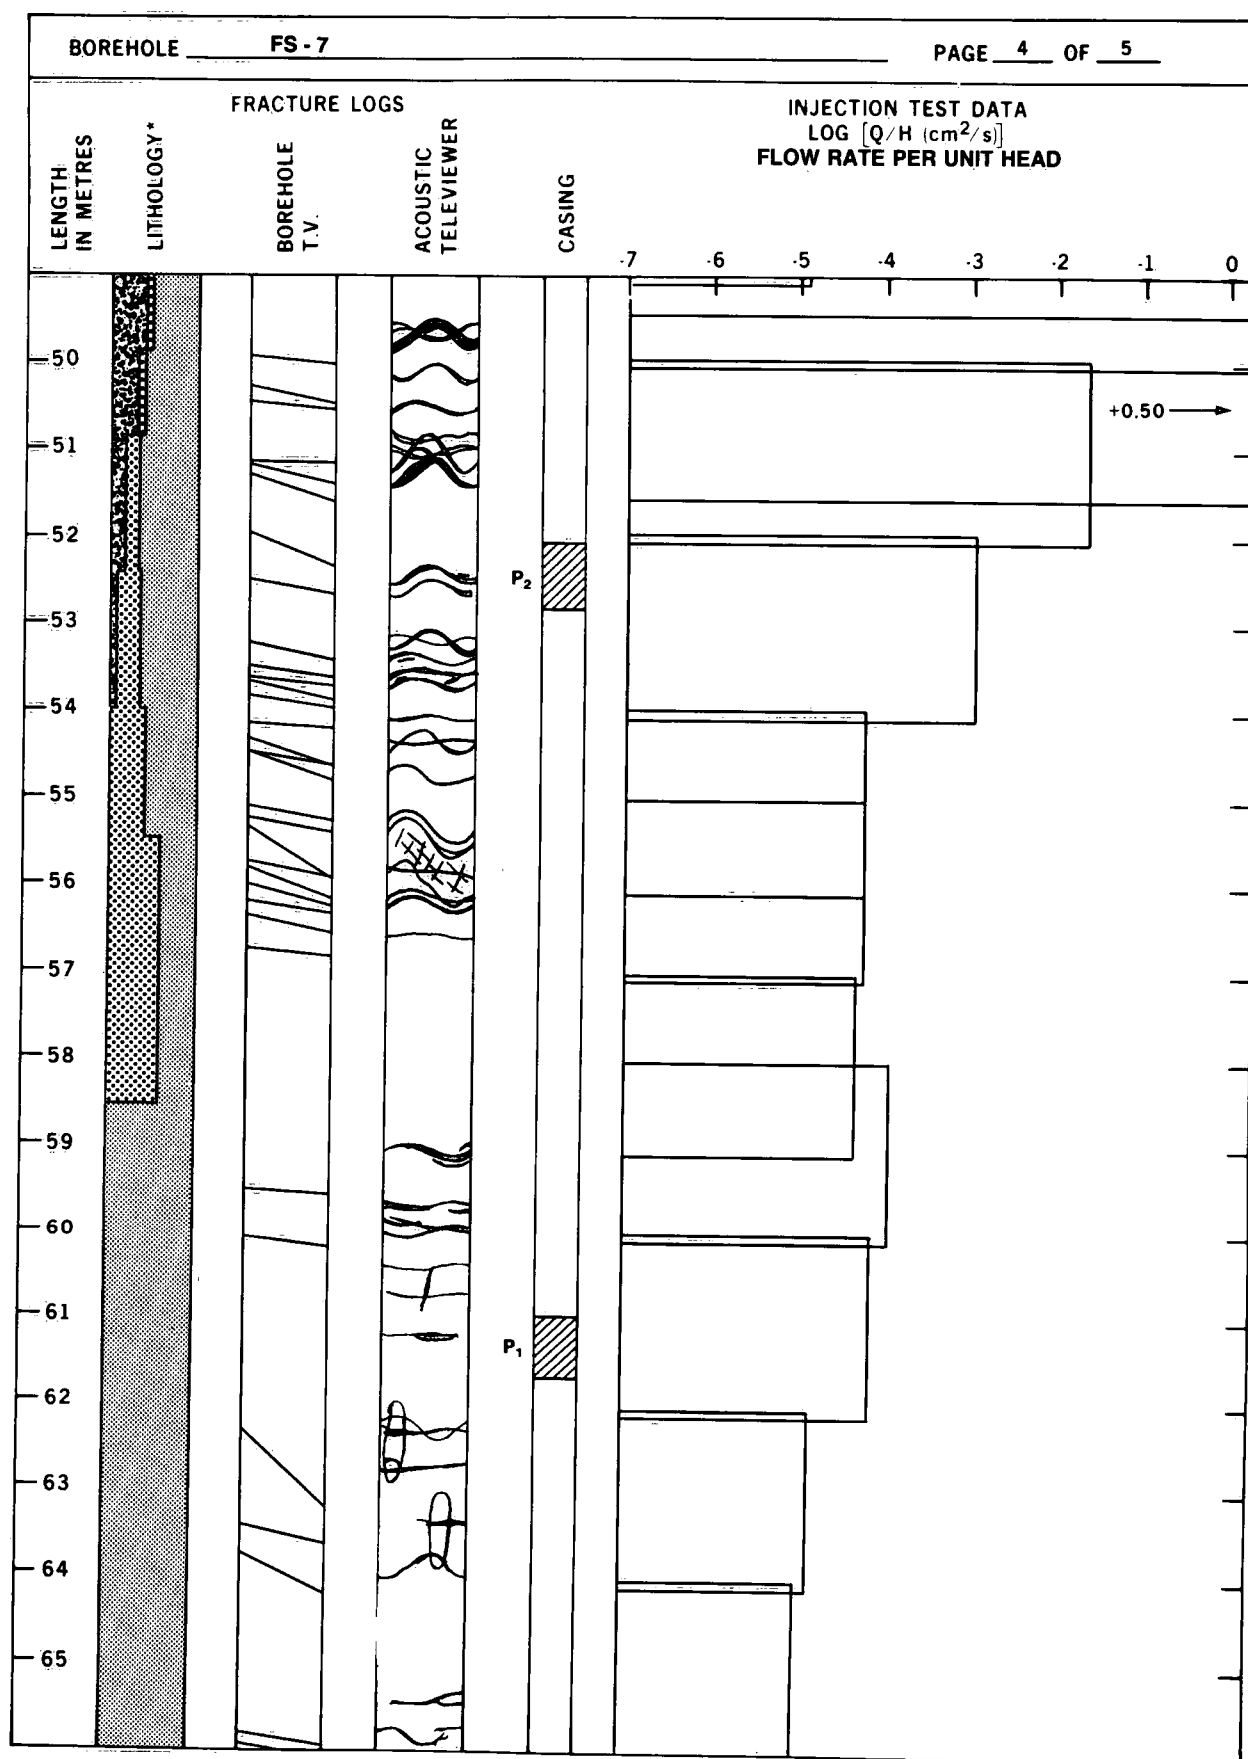 BOREHOLE FS-7 PAGE 4 OF 5
FRACTURE LOGS
LENGTH IN METRES
LITHOLOGY*
BOREHOLE T.V.
ACOUSTIC TELEVIEWER
CASING
INJECTION TEST DATA
LOG [Q/H (cm²/s)]
FLOW RATE PER UNIT HEAD
-7 -6 -5 -4 -3 -2 -1 0
50
+0.50
51
52
P₂
53
54
55
56
57
58
59
60
61
P₁
62
63
64
65